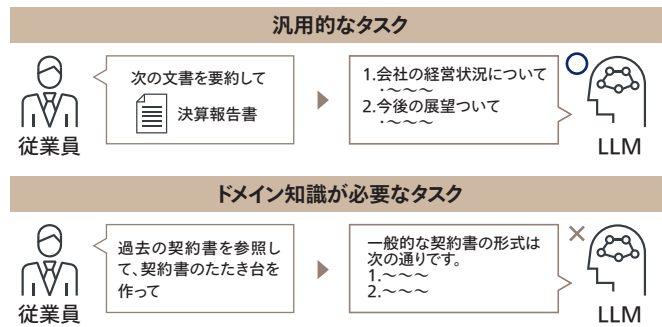 汎用的なタスク
次の文書を要約して
決算報告書
従業員
1.会社の経営状況について
・～～～
2.今後の展望ついて
・～～～
LLM
ドメイン知識が必要なタスク
過去の契約書を参照し
て、契約書のたたき台を
作って
従業員
一般的な契約書の形式は
次の通りです。
1.～～～
2.～～～
LLM